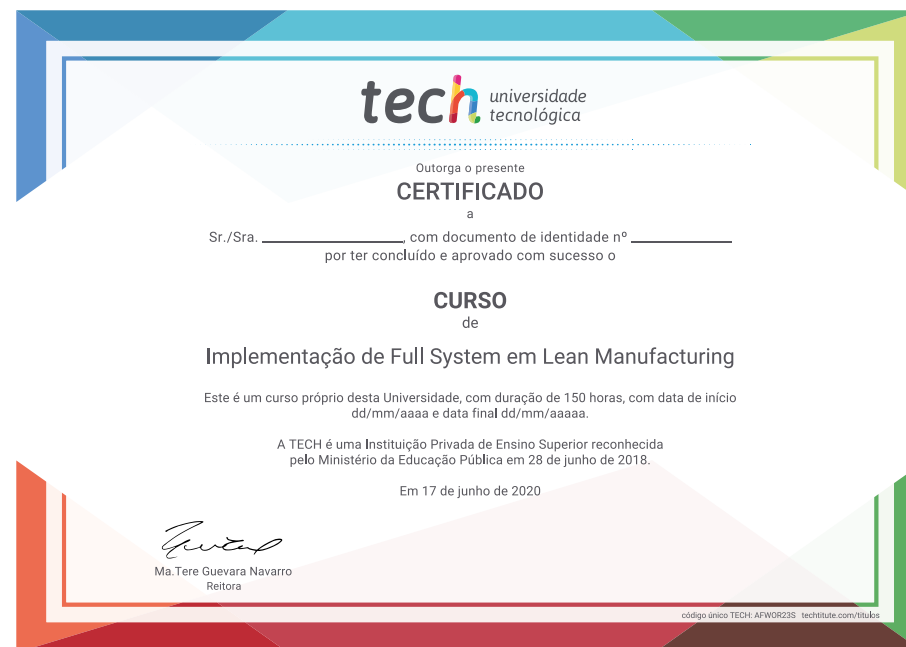 tech universidade
tecnológica
Outorga o presente
CERTIFICADO
a
Sr./Sra. ____________, com documento de identidade nº ____________
por ter concluído e aprovado com sucesso o
CURSO
de
Implementação de Full System em Lean Manufacturing
Este é um curso próprio desta Universidade, com duração de 150 horas, com data de início
dd/mm/aaaa e data final dd/mm/aaaaa.
A TECH é uma Instituição Privada de Ensino Superior reconhecida
pelo Ministério da Educação Pública em 28 de junho de 2018.
Em 17 de junho de 2020
Ma.Tere Guevara Navarro
Reitora
código único TECH: AFWOR23S techtitute.com/titulos